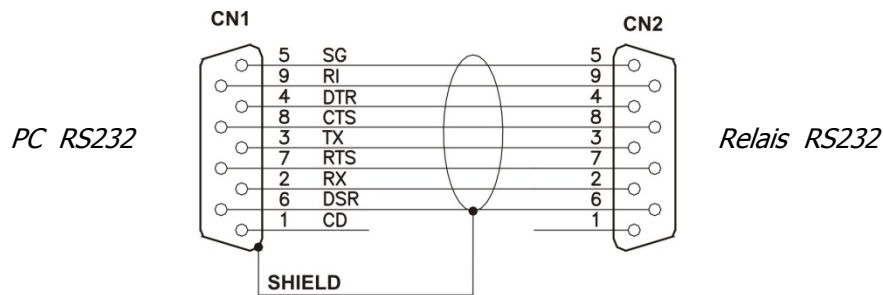 CN1
CN2
5 SG 5
9 RI 9
4 DTR 4
8 CTS 8
PC RS232
3 TX 3
Relais RS232
7 RTS 7
2 RX 2
6 DSR 6
1 CD 1
SHIELD